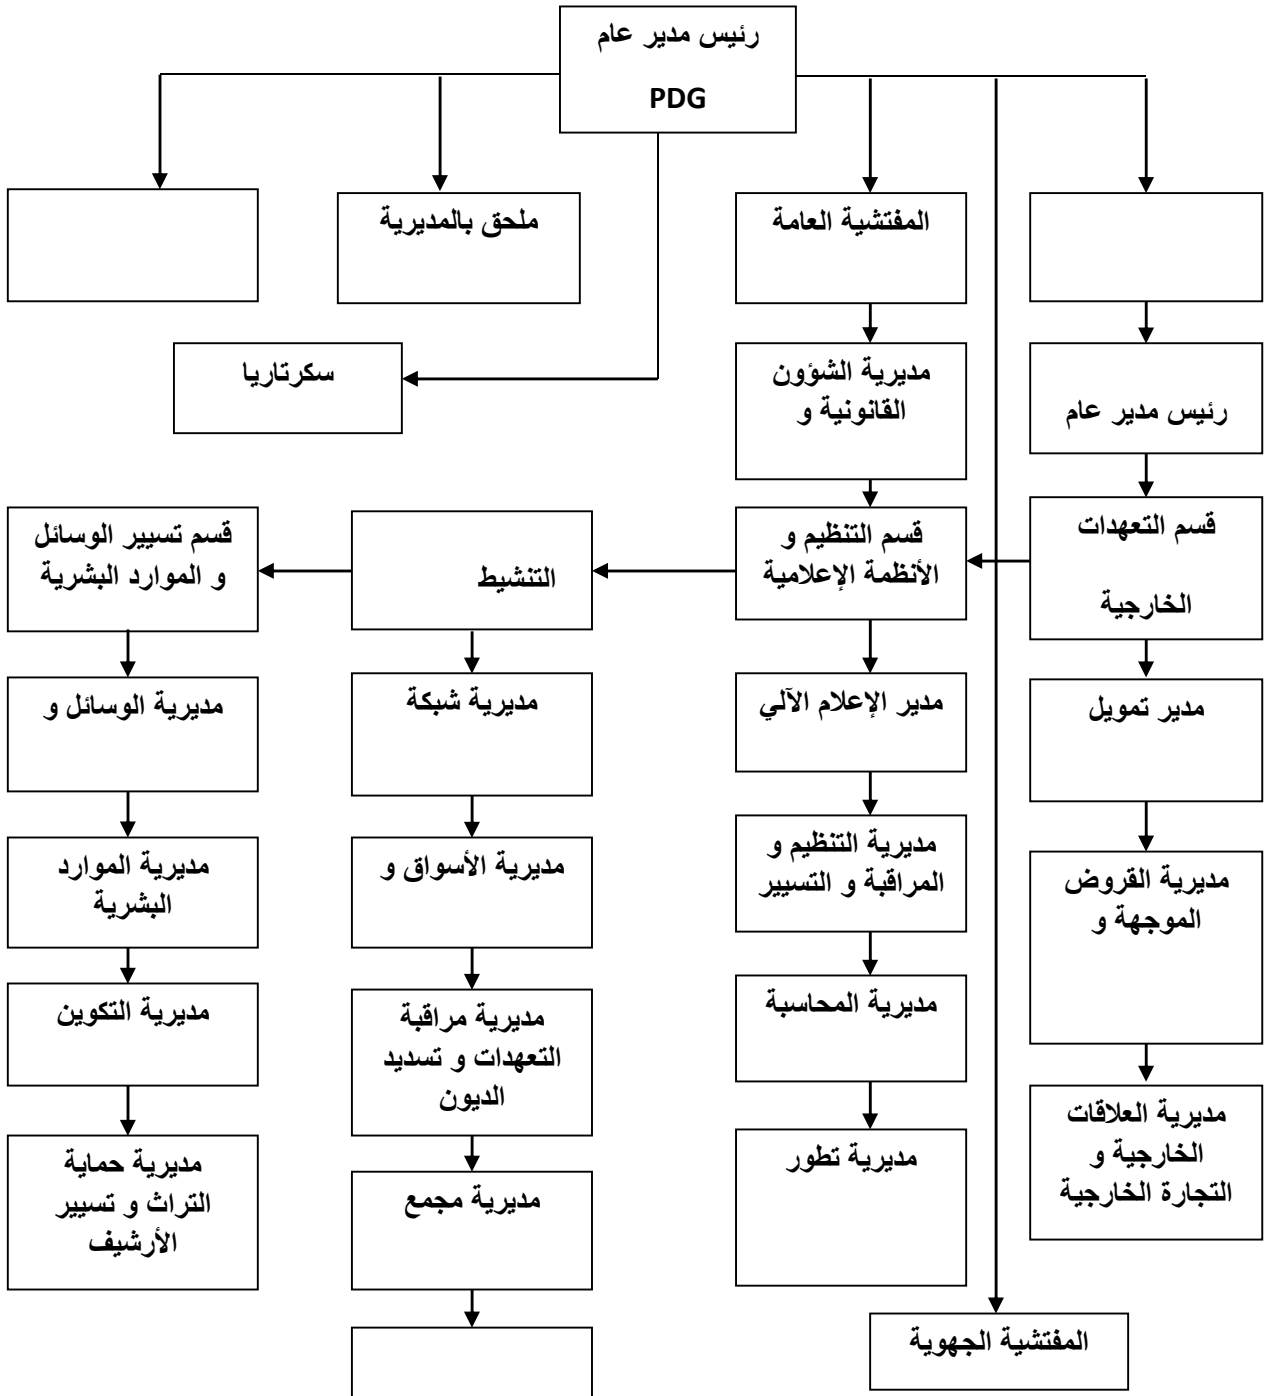 رئيس مدير عام
PDG
المفتشية العامة
ملحق بالمديرية
مديرية الشؤون
القانونية و
رئيس مدير عام
سكرتاريا
قسم التعهدات
الخارجية
قسم التنظيم و
الأنظمة الإعلامية
التنشيط
قسم تسيير الوسائل
و الموارد البشرية
مدير تمويل
مدير الإعلام الآلي
مديرية شبكة
مديرية الوسائل و
مديرية القروض
الموجهة و
مديرية التنظيم و
المراقبة و التسيير
مديرية الأسواق و
مديرية الموارد
البشرية
مديرية المحاسبة
مديرية مراقبة
التعهدات و تسديد
الديون
مديرية التكوين
مديرية العلاقات
الخارجية و
التجارة الخارجية
مديرية تطور
مديرية مجمع
مديرية حماية
التراث و تسيير
الأرشيف
المفتشية الجهوية